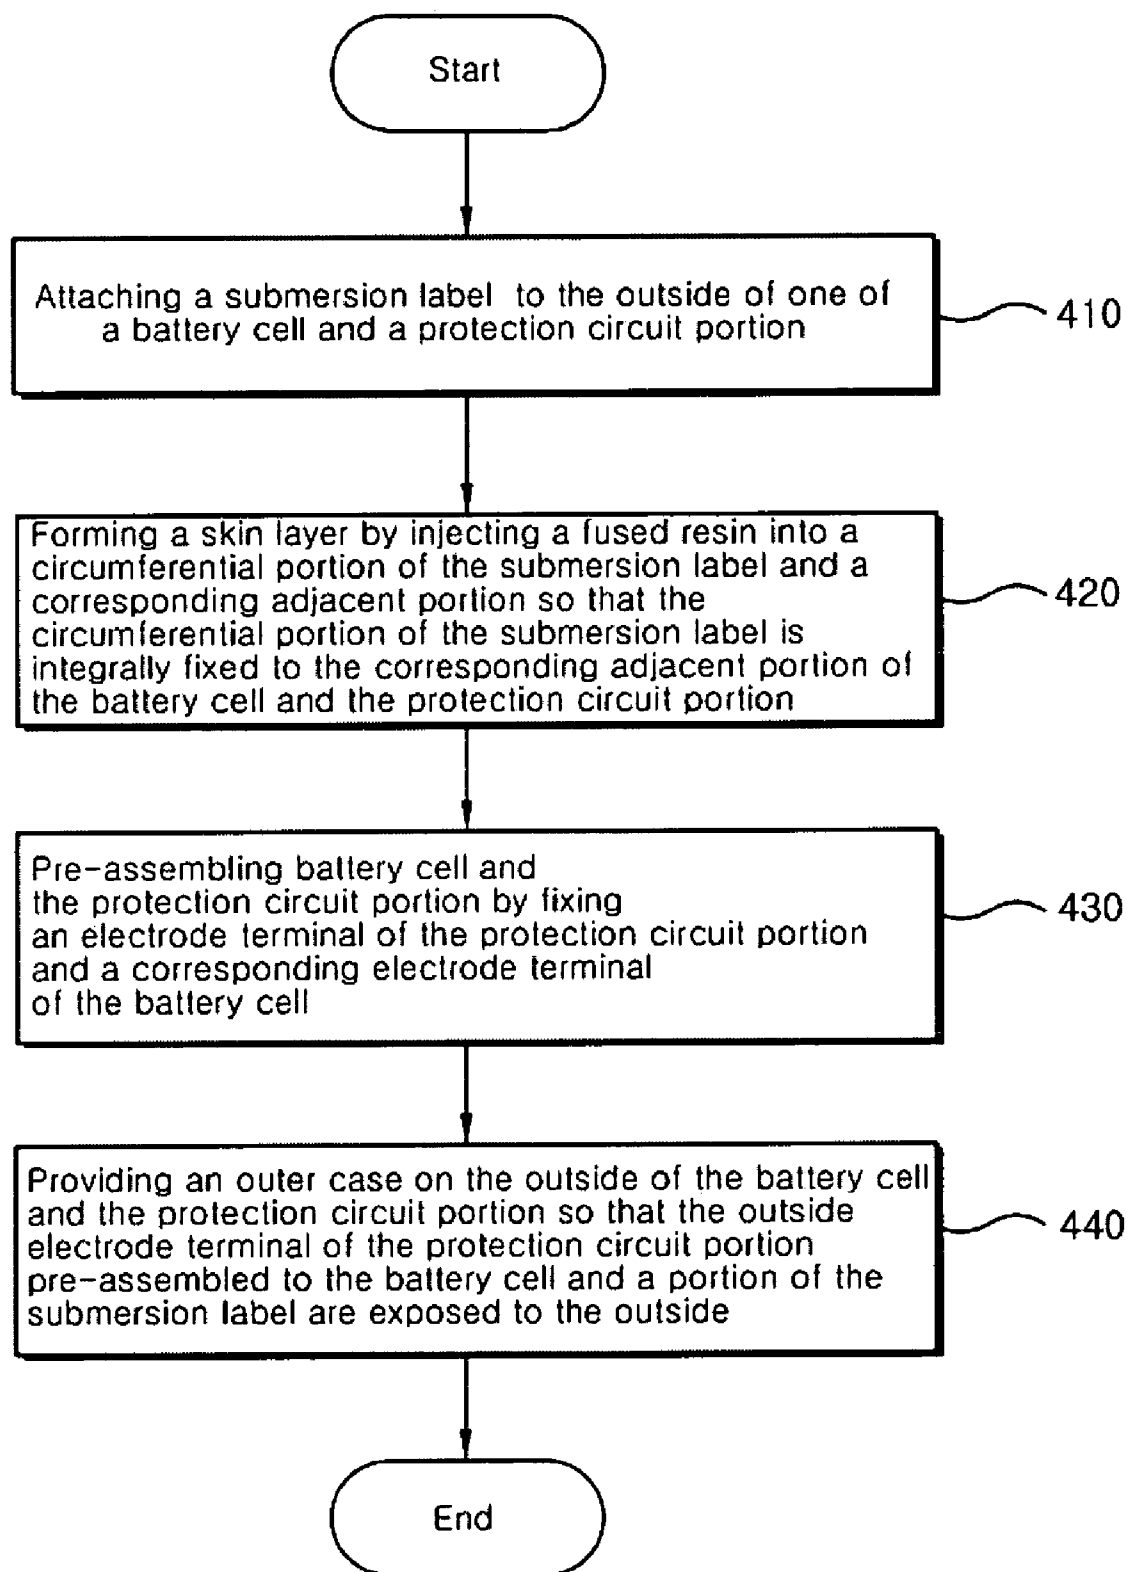 Start
Attaching a submersion label to the outside of one of
a battery cell and a protection circuit portion
410
Forming a skin layer by injecting a fused resin into a
circumferential portion of the submersion label and a
corresponding adjacent portion so that the
circumferential portion of the submersion label is
integrally fixed to the corresponding adjacent portion of
the battery cell and the protection circuit portion
420
Pre-assembling battery cell and
the protection circuit portion by fixing
an electrode terminal of the protection circuit portion
and a corresponding electrode terminal
of the battery cell
430
Providing an outer case on the outside of the battery cell
and the protection circuit portion so that the outside
electrode terminal of the protection circuit portion
pre-assembled to the battery cell and a portion of the
submersion label are exposed to the outside
440
End